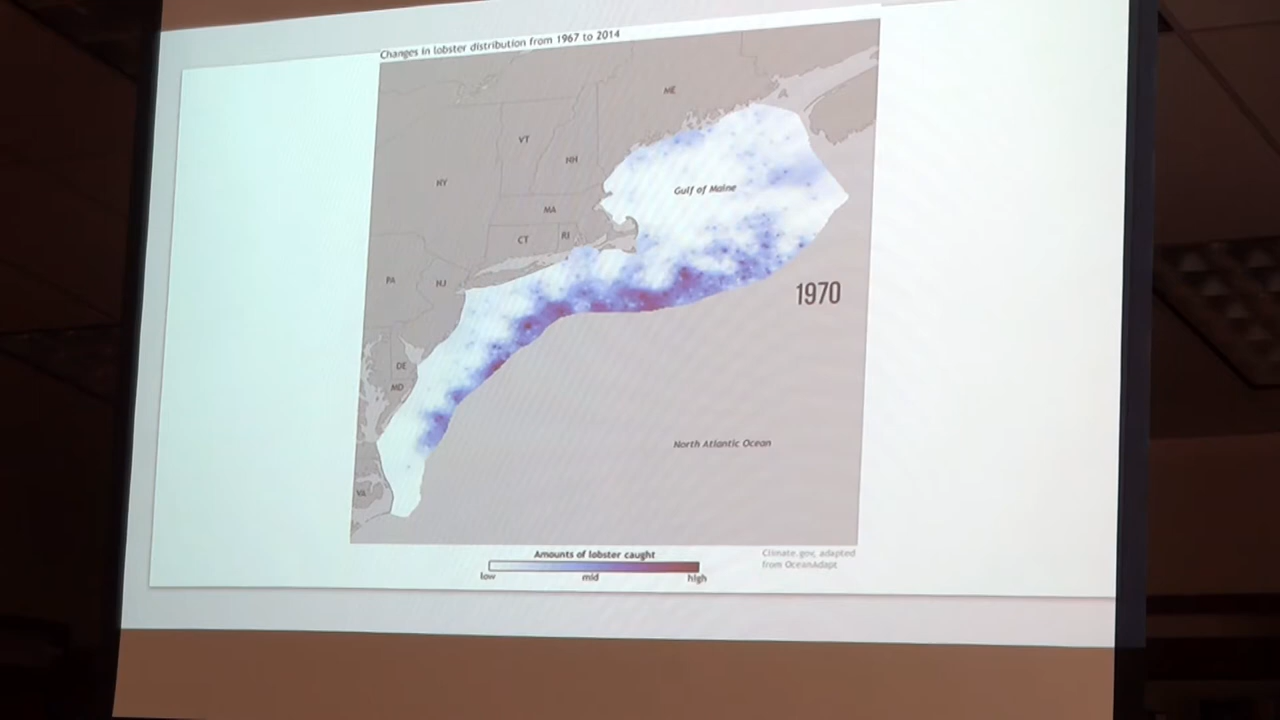 Changes in lobster distribution from 1967 to 2014
ME
VT
NH
NY
Gulf of Maine
MA
CT
RI
PA
NJ
1970
DE
MD
North Atlantic Ocean
VA
Amounts of lobster caught
low
mid
high
Climate.gov, adapted
from OceanAdapt